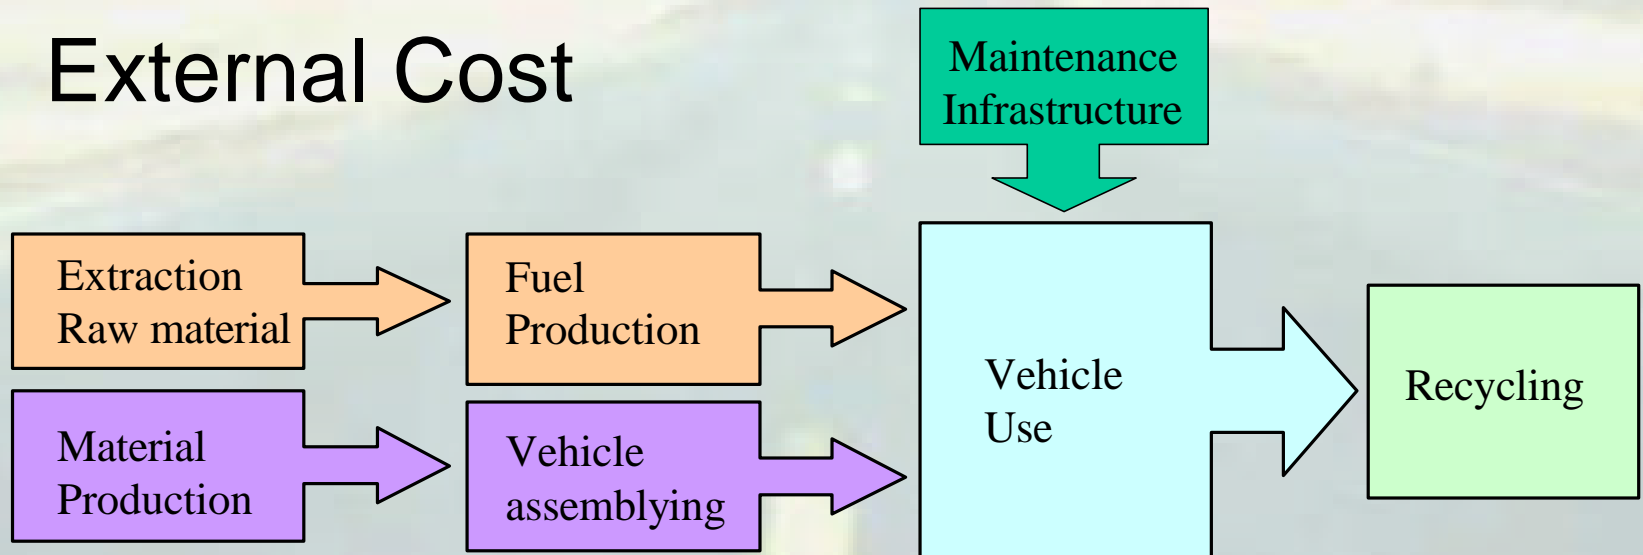 External Cost
Maintenance
Infrastructure
Extraction
Raw material
Fuel
Production
Material
Production
Vehicle
assemblying
Vehicle
Use
Recycling